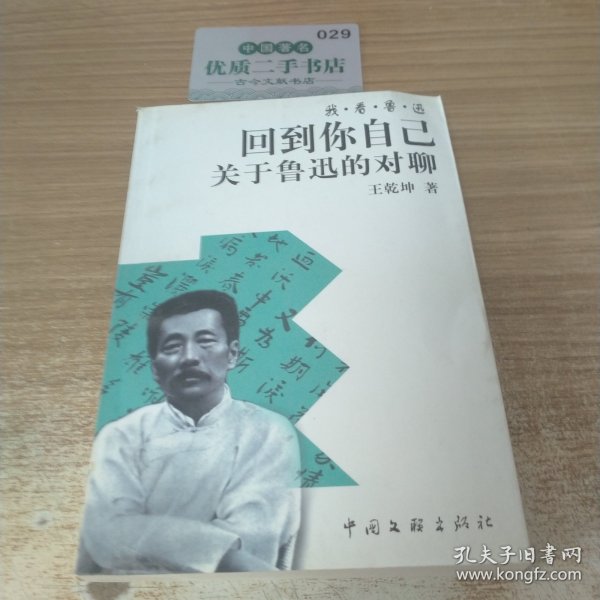 029
中国著名
优质二手书店
古今文献书店
我·看·鲁·迅
回到你自己
关于鲁迅的对聊
王乾坤 著
中国文联出版社
孔夫子旧书网
www.kongfz.com